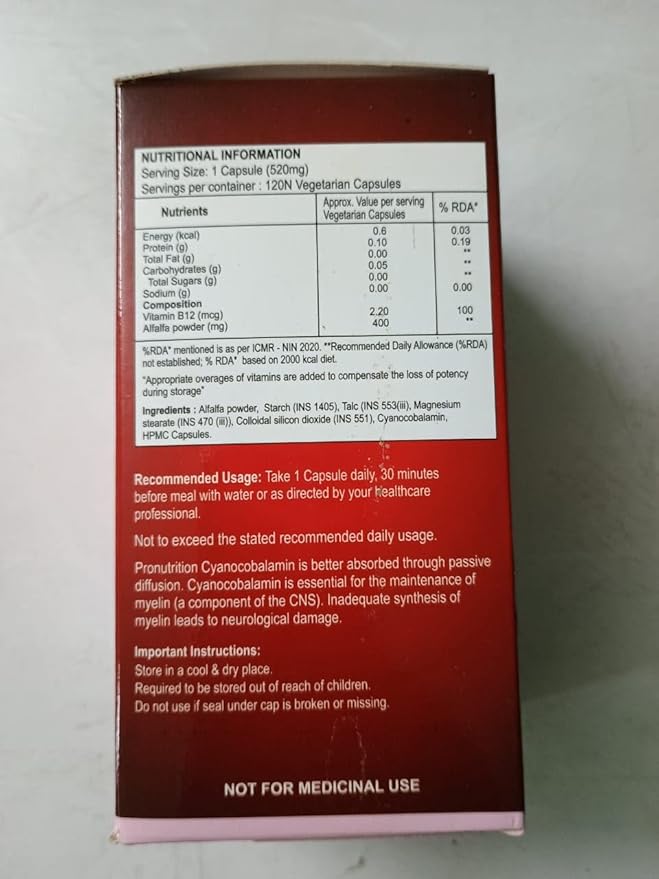 NUTRITIONAL INFORMATION
Serving Size: 1 Capsule (520mg)
Servings per container : 120N Vegetarian Capsules
Nutrients Approx. Value per serving Vegetarian Capsules % RDA*
Energy (kcal) 0.6 0.03
Protein (g) 0.10 0.19
Total Fat (g) 0.00 **
Carbohydrates (g) 0.05 **
Total Sugars (g) 0.00 **
Sodium (g) 0.00 0.00
Composition
Vitamin B12 (mcg) 2.20 100
Alfalfa powder (mg) 400 **
%RDA* mentioned is as per ICMR - NIN 2020. **Recommended Daily Allowance (%RDA)
not established; % RDA* based on 2000 kcal diet.
"Appropriate overages of vitamins are added to compensate the loss of potency
during storage"
Ingredients : Alfalfa powder, Starch (INS 1405), Talc (INS 553(iii), Magnesium
stearate (INS 470 (iii)), Colloidal silicon dioxide (INS 551), Cyanocobalamin,
HPMC Capsules.
Recommended Usage: Take 1 Capsule daily, 30 minutes
before meal with water or as directed by your healthcare
professional.
Not to exceed the stated recommended daily usage.
Pronutrition Cyanocobalamin is better absorbed through passive
diffusion. Cyanocobalamin is essential for the maintenance of
myelin (a component of the CNS). Inadequate synthesis of
myelin leads to neurological damage.
Important Instructions:
Store in a cool & dry place.
Required to be stored out of reach of children.
Do not use if seal under cap is broken or missing.
NOT FOR MEDICINAL USE